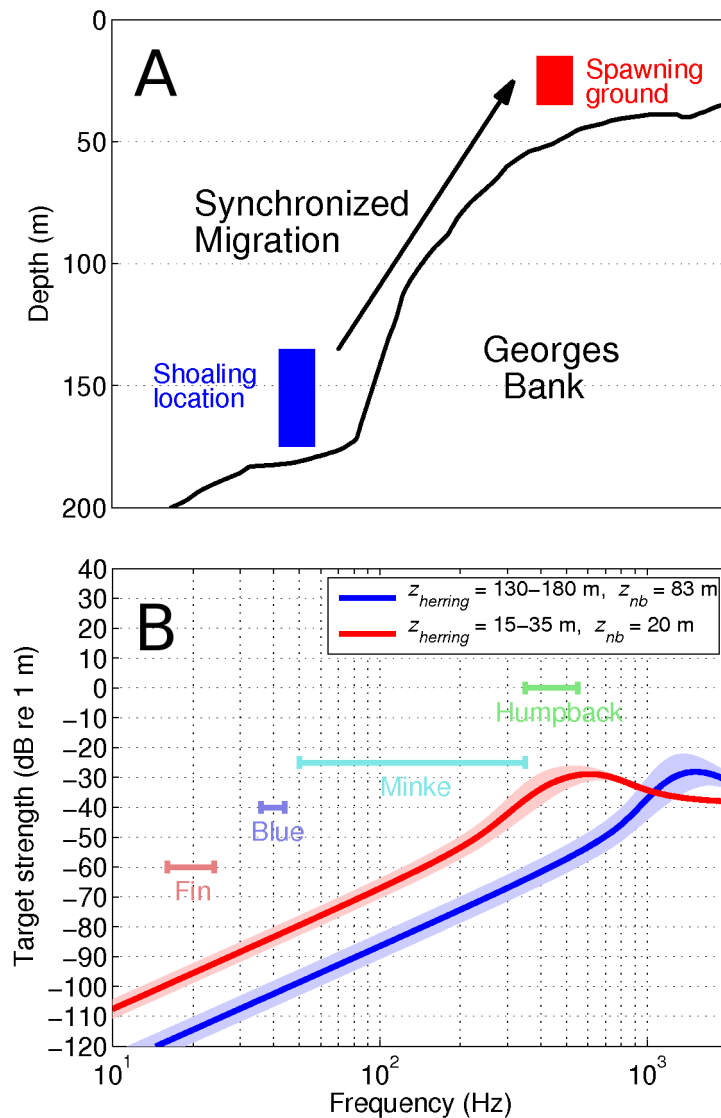 0
50
100
150
200
Depth (m)
A
Spawning
ground
Synchronized
Migration
Shoaling
location
Georges
Bank
40
30
20
10
0
−10
−20
−30
−40
−50
−60
−70
−80
−90
−100
−110
−120
Target strength (dB re 1 m)
B
z_herring = 130−180 m, z_nb = 83 m
z_herring = 15−35 m, z_nb = 20 m
Humpback
Minke
Blue
Fin
10^1
10^2
10^3
Frequency (Hz)